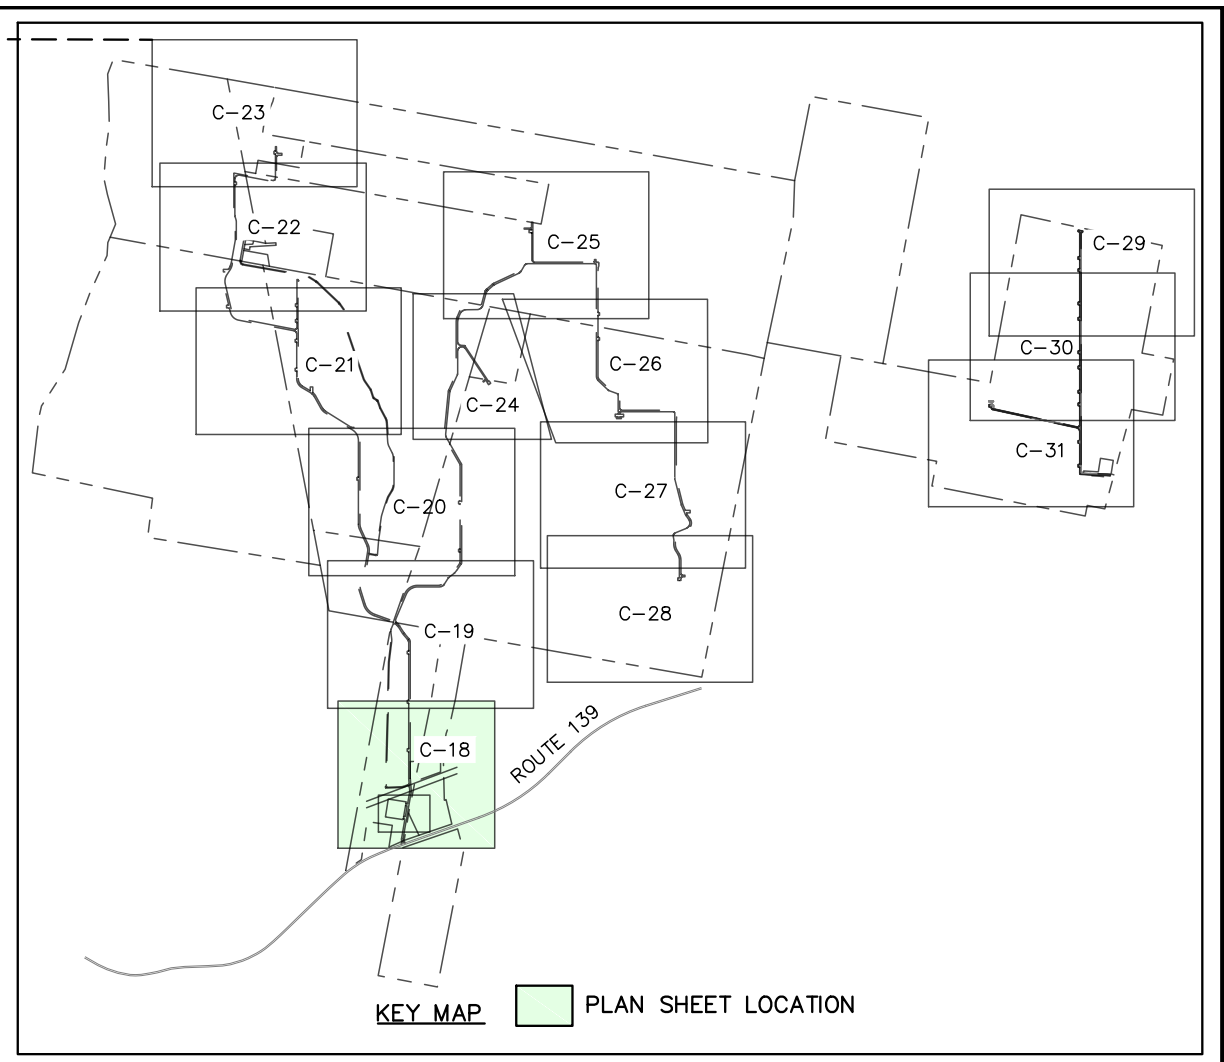 C-23
C-22
C-25
C-29
C-21
C-26
C-30
C-24
C-31
C-20
C-27
C-19
C-28
C-18
ROUTE 139
KEY MAP
PLAN SHEET LOCATION